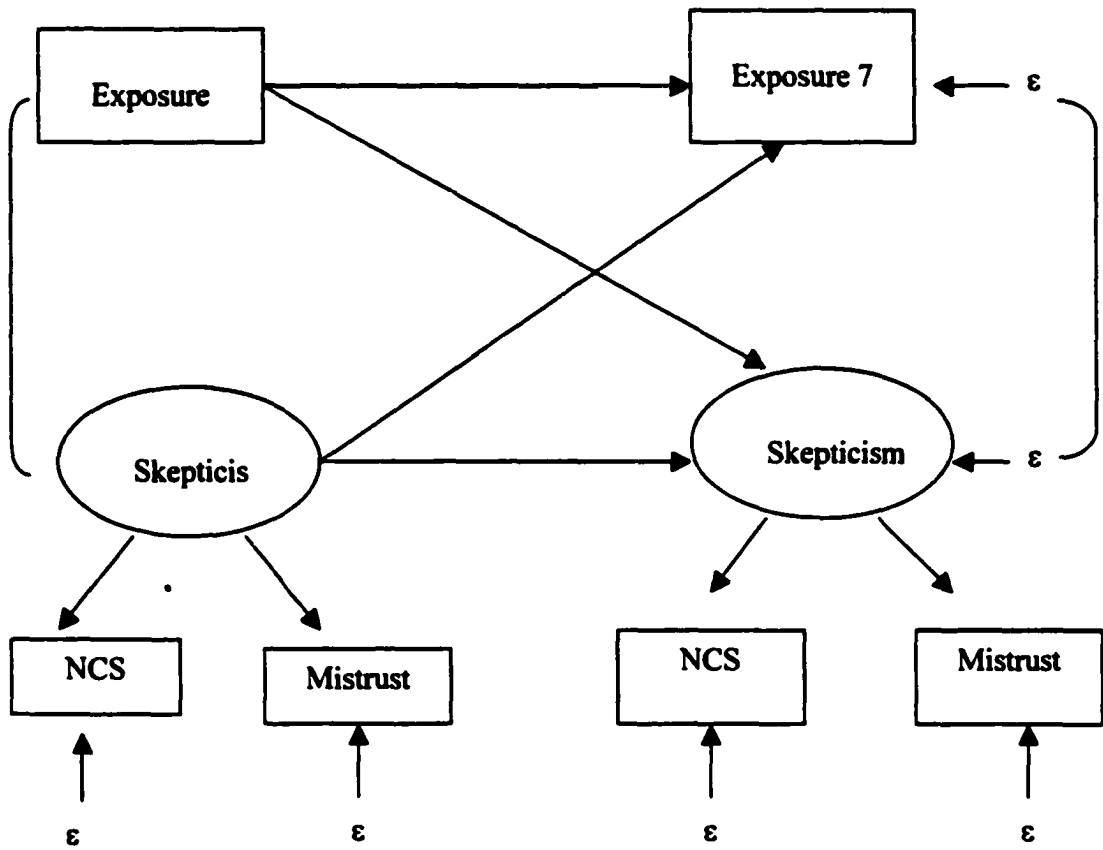 Exposure
Exposure 7
ε
Skepticis
Skepticism
ε
NCS
Mistrust
NCS
Mistrust
ε
ε
ε
ε